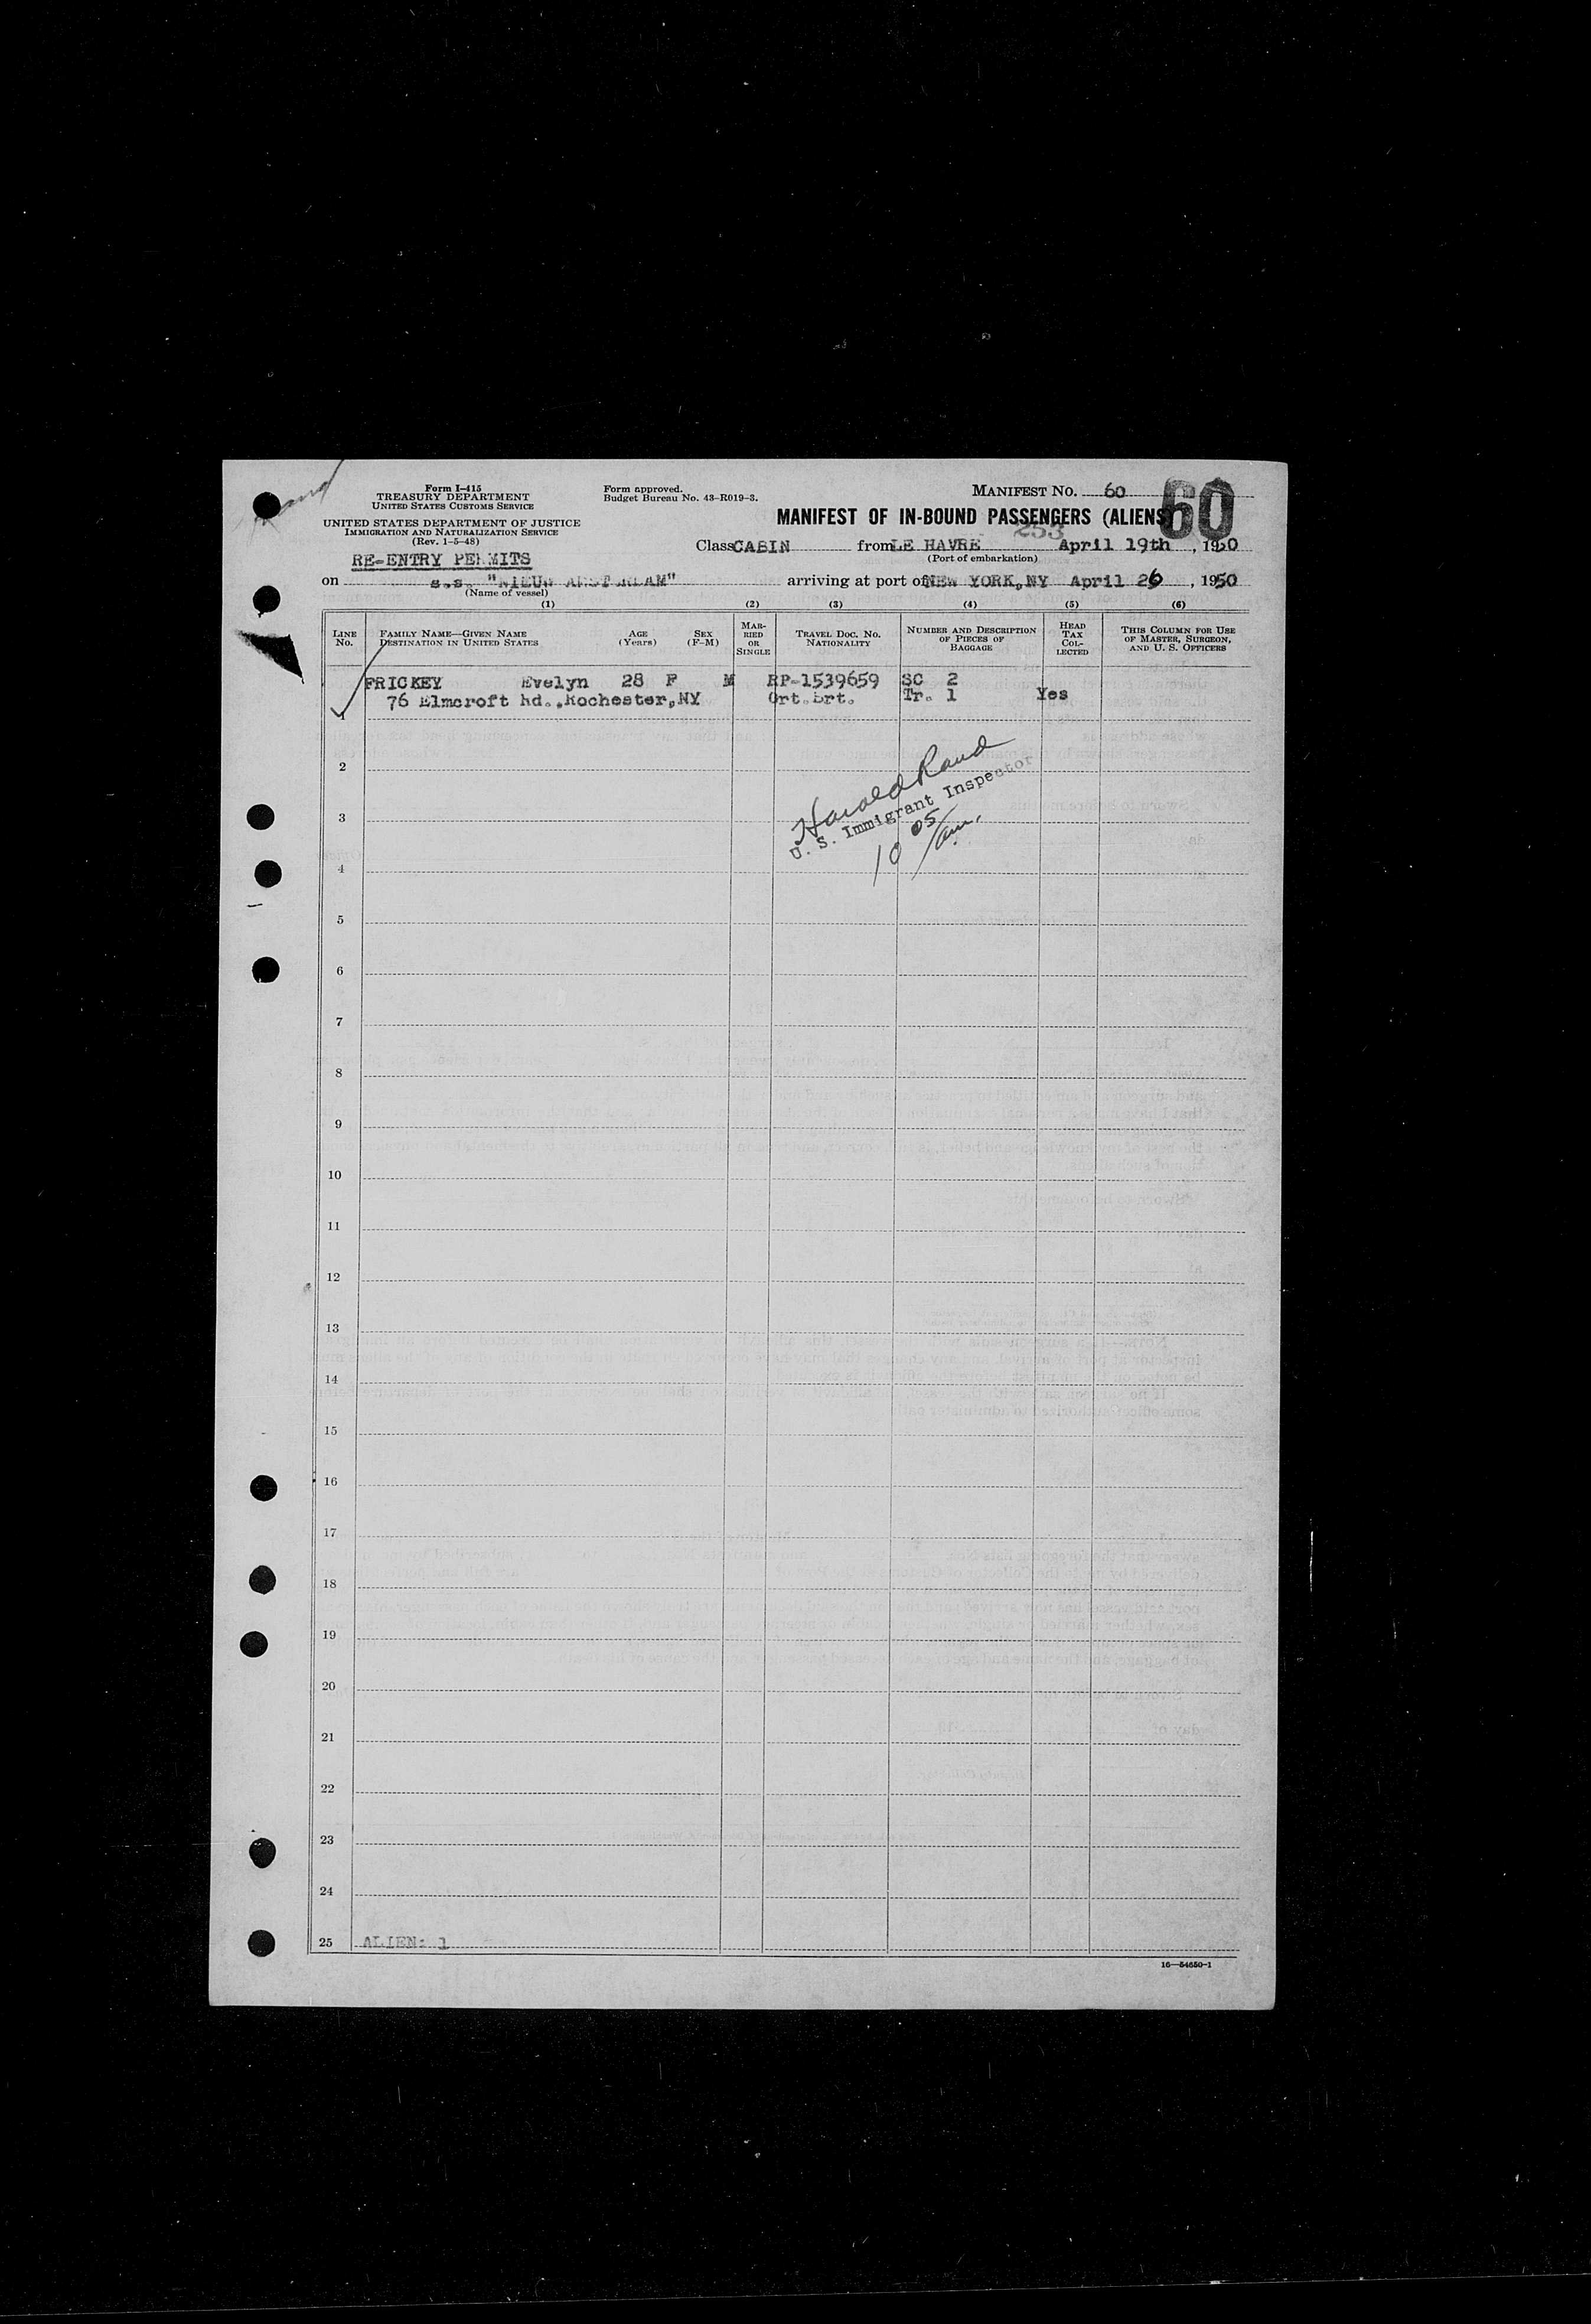 Form I-415
TREASURY DEPARTMENT
UNITED STATES CUSTOMS SERVICE
UNITED STATES DEPARTMENT OF JUSTICE
IMMIGRATION AND NATURALIZATION SERVICE
(Rev. 1-5-48)
RE-ENTRY PERMITS
Form approved.
Budget Bureau No. 43-R019-3.
MANIFEST No. 60
60
MANIFEST OF IN-BOUND PASSENGERS (ALIENS)
253
Class CABIN from LE HAVRE April 19th, 1950
(Port of embarkation)
on s.s. "NIEUW AMSTERDAM" arriving at port of NEW YORK, NY April 26, 1950
(Name of vessel)
(1) (2) (3) (4) (5) (6)
LINE No. FAMILY NAME—GIVEN NAME DESTINATION IN UNITED STATES AGE (Years) SEX (F-M) MARRIED OR SINGLE TRAVEL DOC. No. NATIONALITY NUMBER AND DESCRIPTION OF PIECES OF BAGGAGE HEAD TAX COLLECTED THIS COLUMN FOR USE OF MASTER, SURGEON, AND U. S. OFFICERS
FRICKEY Evelyn 28 F M RP-1539659 SC 2
1 76 Elmcroft Rd., Rochester, NY Grt.Brt. Tr. 1 Yes
Harold Rand
U. S. Immigrant Inspector
10 05/am.
2
3
4
5
6
7
8
9
10
11
12
13
14
15
16
17
18
19
20
21
22
23
24
25 ALIEN: 1
16—54650-1